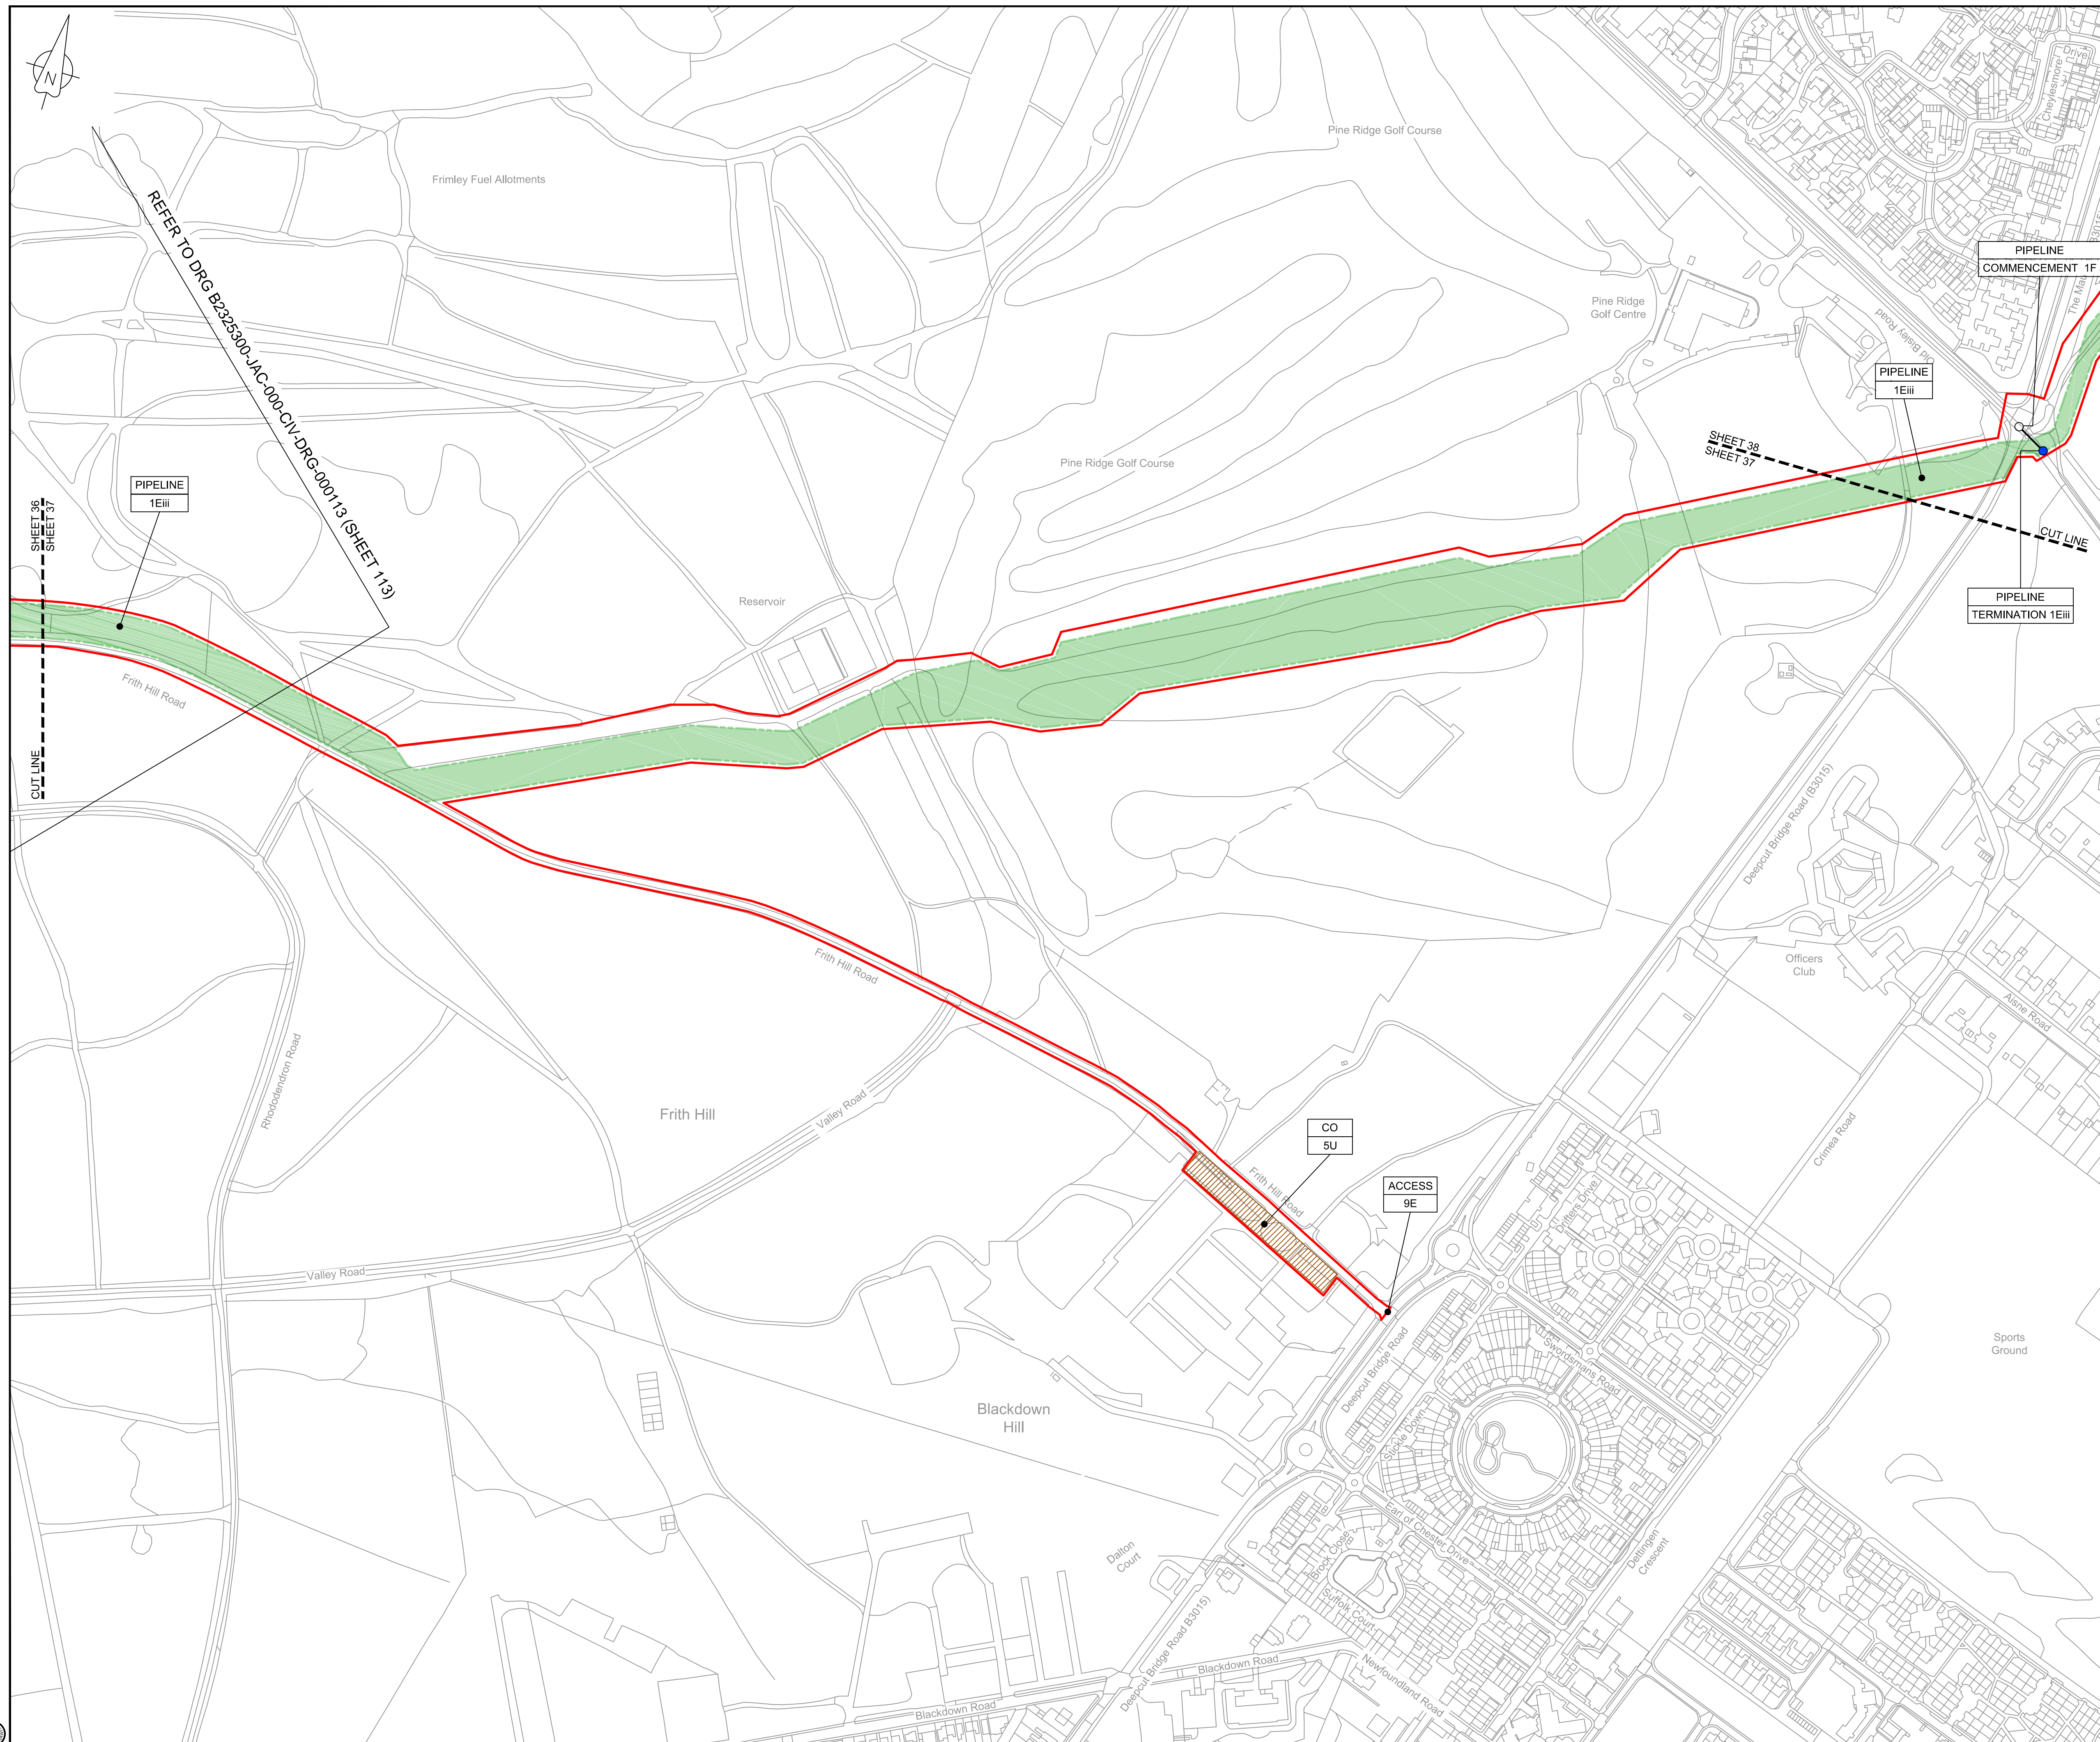 N
Drive
Cheylesmore
Pine Ridge Golf Course
Frimley Fuel Allotments
REFER TO DRG B2325300-JAC-000-CIV-DRG-000113 (SHEET 113)
PIPELINE
COMMENCEMENT 1F
Pine Ridge
Golf Centre
Old Bisley Road
PIPELINE
1Eiii
SHEET 38
SHEET 37
CUT LINE
Pine Ridge Golf Course
PIPELINE
1Eiii
SHEET 36
SHEET 37
CUT LINE
PIPELINE
TERMINATION 1Eiii
Reservoir
Frith Hill Road
Deepcut Bridge Road (B3015)
Officers
Club
Aisne Road
Frith Hill Road
Rhododendron Road
Frith Hill
Valley Road
Crimea Road
CO
5U
Frith Hill Road
ACCESS
9E
Drifters Drive
Valley Road
Deepcut Bridge Road
Swordsmans Road
Sports
Ground
Stickle Down
Blackdown
Hill
Earl of Chester Drive
Dettingen
Crescent
Dalton
Court
Brock Close
Suffolk Court
Deepcut Bridge Road B3015)
Blackdown Road
Newfoundland Road
Blackdown Road